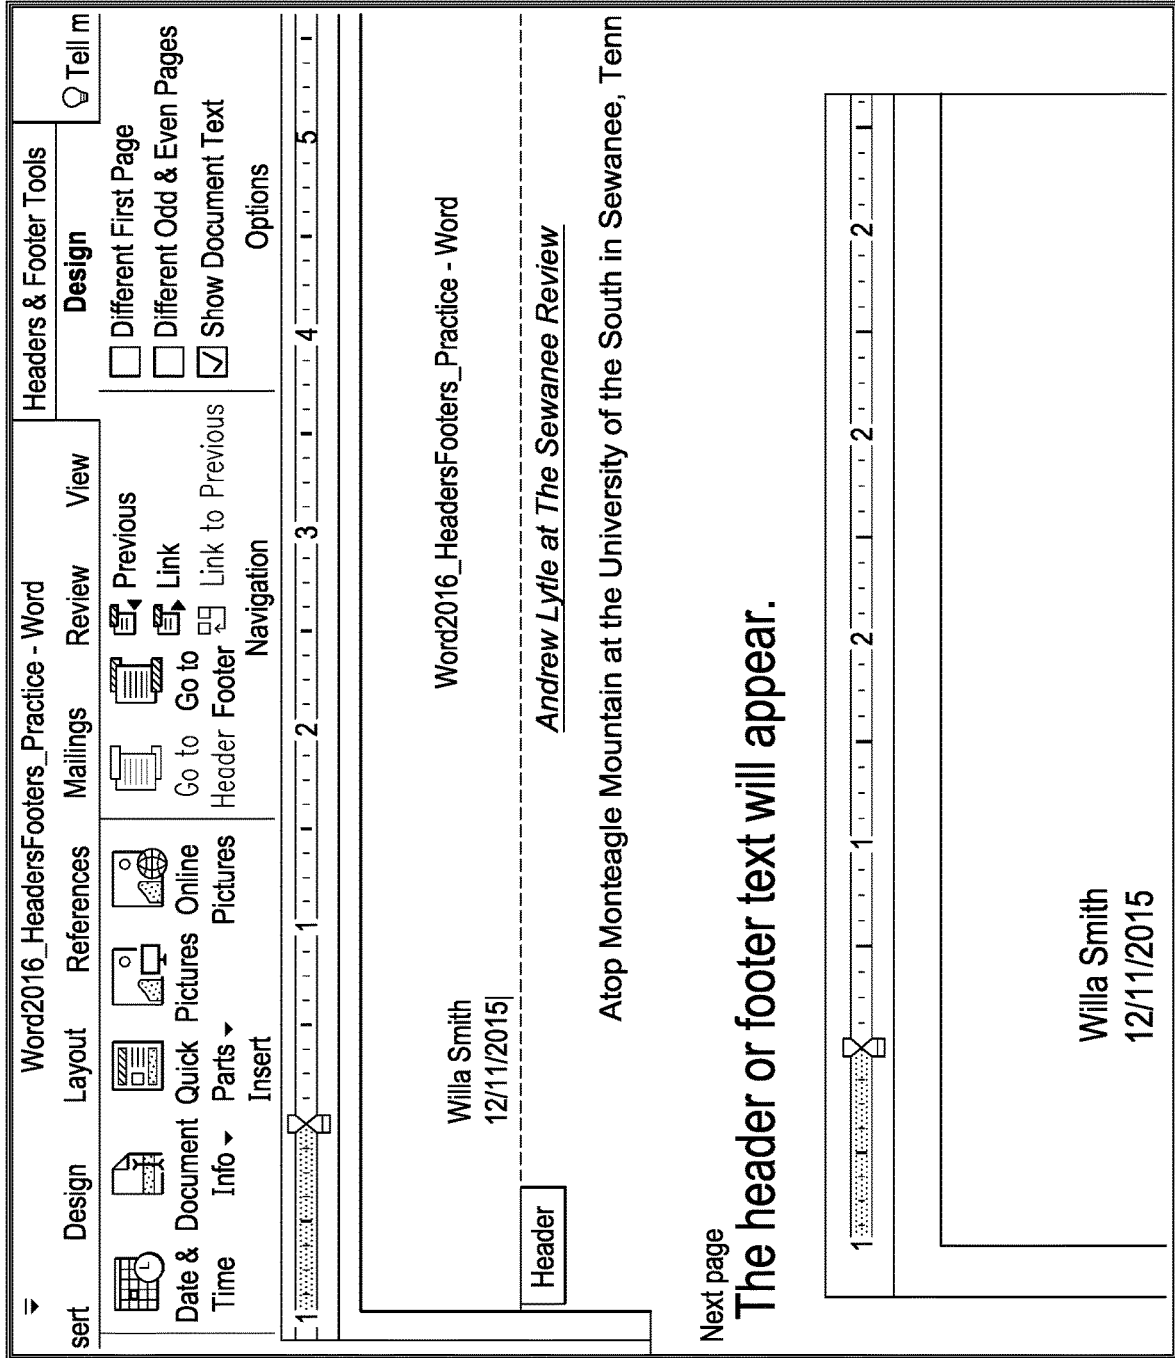 Word2016_HeadersFooters_Practice - Word
Headers & Footer Tools
sert Design Layout References Mailings Review View Design Tell m
Date & Time
Document Info
Quick Parts
Pictures
Online Pictures
Insert
Go to Header
Go to Footer
Previous
Link
Link to Previous
Navigation
Different First Page
Different Odd & Even Pages
Show Document Text
Options
1 1 2 3 4 5
Willa Smith Word2016_HeadersFooters_Practice - Word
12/11/2015
Header
Andrew Lytle at The Sewanee Review
Atop Monteagle Mountain at the University of the South in Sewanee, Tenn
Next page
The header or footer text will appear.
1 1 2 2 2
Willa Smith
12/11/2015